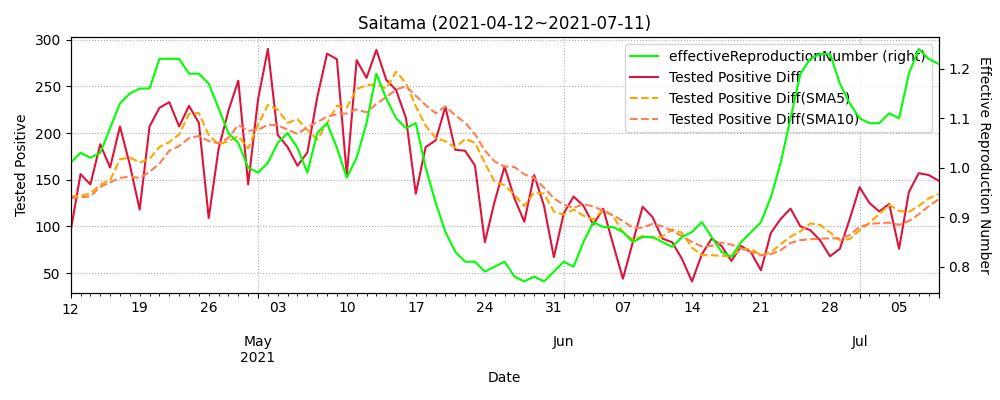 Saitama (2021-04-12~2021-07-11)
effectiveReproductionNumber (right)
Tested Positive Diff
Tested Positive Diff(SMA5)
Tested Positive Diff(SMA10)
Tested Positive
300
250
200
150
100
50
1.2
1.1
1.0
0.9
0.8
Effective Reproduction Number
12 19 26 03 10 17 24 31 07 14 21 28 05
May Jun Jul
2021
Date